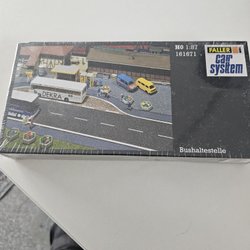 H0 1:87
161671
FALLER
car
system
DEKRA
Bushaltestelle